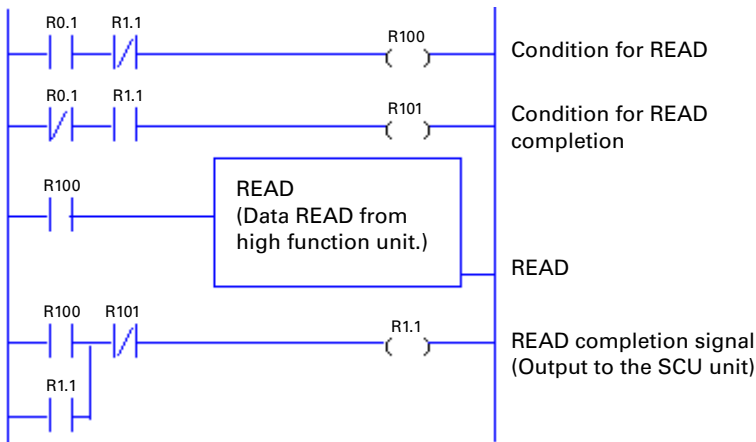 R0.1 R1.1 R100
Condition for READ
R0.1 R1.1 R101
Condition for READ
completion
R100
READ
(Data READ from
high function unit.)
READ
R100 R101 R1.1
READ completion signal
(Output to the SCU unit)
R1.1